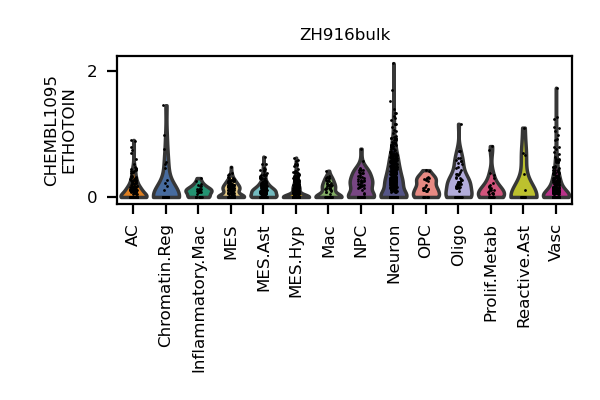 ZH916bulk
CHEMBL1095
ETHOTOIN
2
0
AC
Chromatin.Reg
Inflammatory.Mac
MES
MES.Ast
MES.Hyp
Mac
NPC
Neuron
OPC
Oligo
Prolif.Metab
Reactive.Ast
Vasc